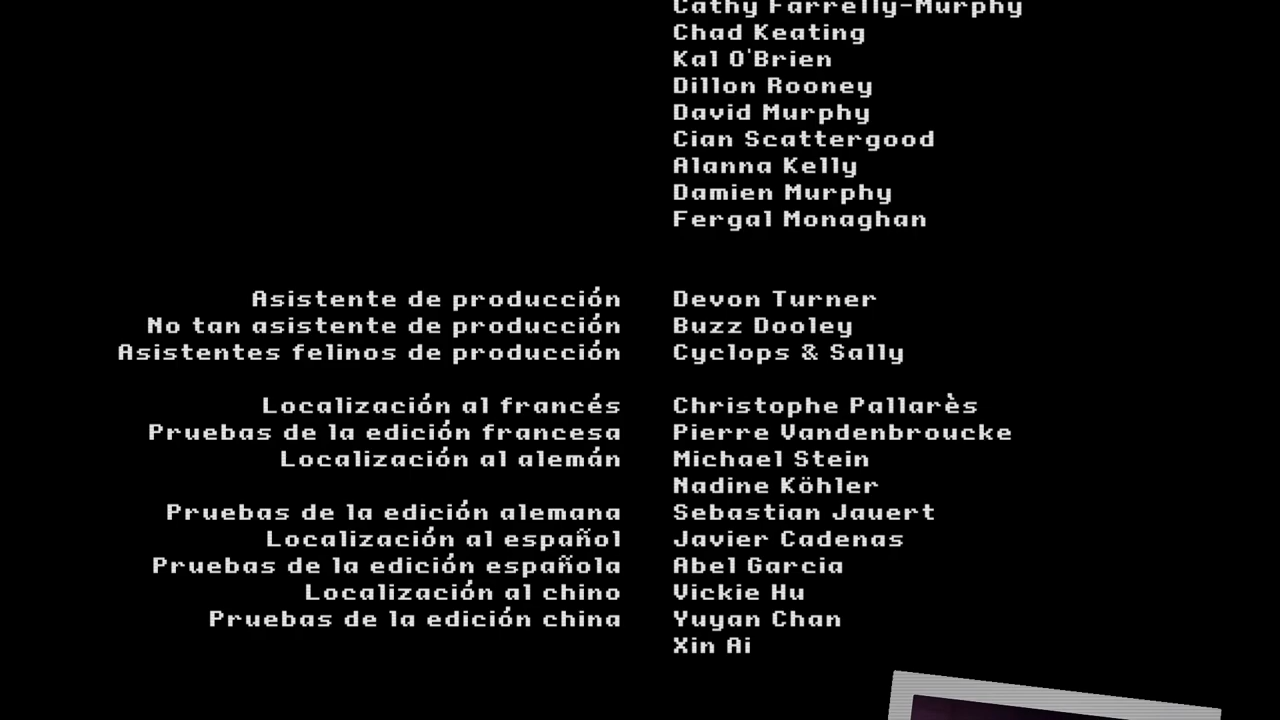 Cathy Farrelly-Murphy
Chad Keating
Kal O'Brien
Dillon Rooney
David Murphy
Cian Scattergood
Alanna Kelly
Damien Murphy
Fergal Monaghan
Asistente de producción Devon Turner
No tan asistente de producción Buzz Dooley
Asistentes felinos de producción Cyclops & Sally
Localización al francés Christophe Pallarès
Pruebas de la edición francesa Pierre Vandenbroucke
Localización al alemán Michael Stein
Nadine Köhler
Pruebas de la edición alemana Sebastian Jauert
Localización al español Javier Cadenas
Pruebas de la edición española Abel Garcia
Localización al chino Vickie Hu
Pruebas de la edición china Yuyan Chan
Xin Ai